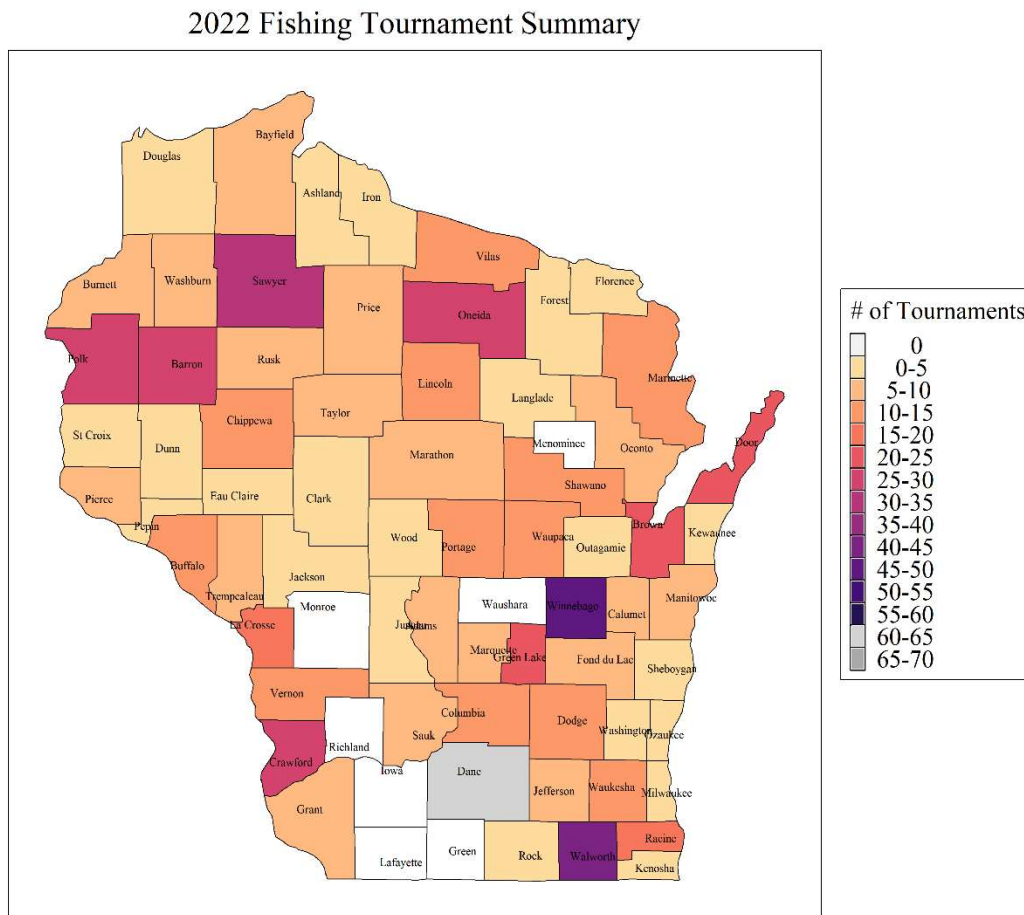 2022 Fishing Tournament Summary
Bayfield
Douglas
Ashland
Iron
Vilas
Burnett
Washburn
Sawyer
Florence
Forest
Price
Oneida
Polk
Barron
Rusk
Lincoln
Marinette
Langlade
Taylor
Chippewa
St Croix
Dunn
Menominee
Oconto
Door
Marathon
Shawano
Pierce
Eau Claire
Clark
Pepin
Wood
Portage
Waupaca
Outagamie
Brown
Kewaunee
Buffalo
Jackson
Trempealeau
Monroe
Waushara
Winnebago
Calumet
Manitowoc
La Crosse
Juneau
Adams
Marquette
Green Lake
Fond du Lac
Sheboygan
Vernon
Columbia
Dodge
Washington
Ozaukee
Sauk
Richland
Crawford
Iowa
Dane
Jefferson
Waukesha
Milwaukee
Grant
Racine
Lafayette
Green
Rock
Walworth
Kenosha
# of Tournaments
0
0-5
5-10
10-15
15-20
20-25
25-30
30-35
35-40
40-45
45-50
50-55
55-60
60-65
65-70